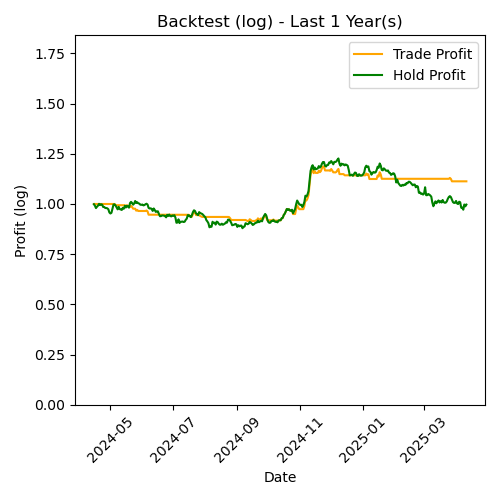 Backtest (log) - Last 1 Year(s)
Trade Profit
Hold Profit
Profit (log)
1.75
1.50
1.25
1.00
0.75
0.50
0.25
0.00
2024-05
2024-07
2024-09
2024-11
2025-01
2025-03
Date